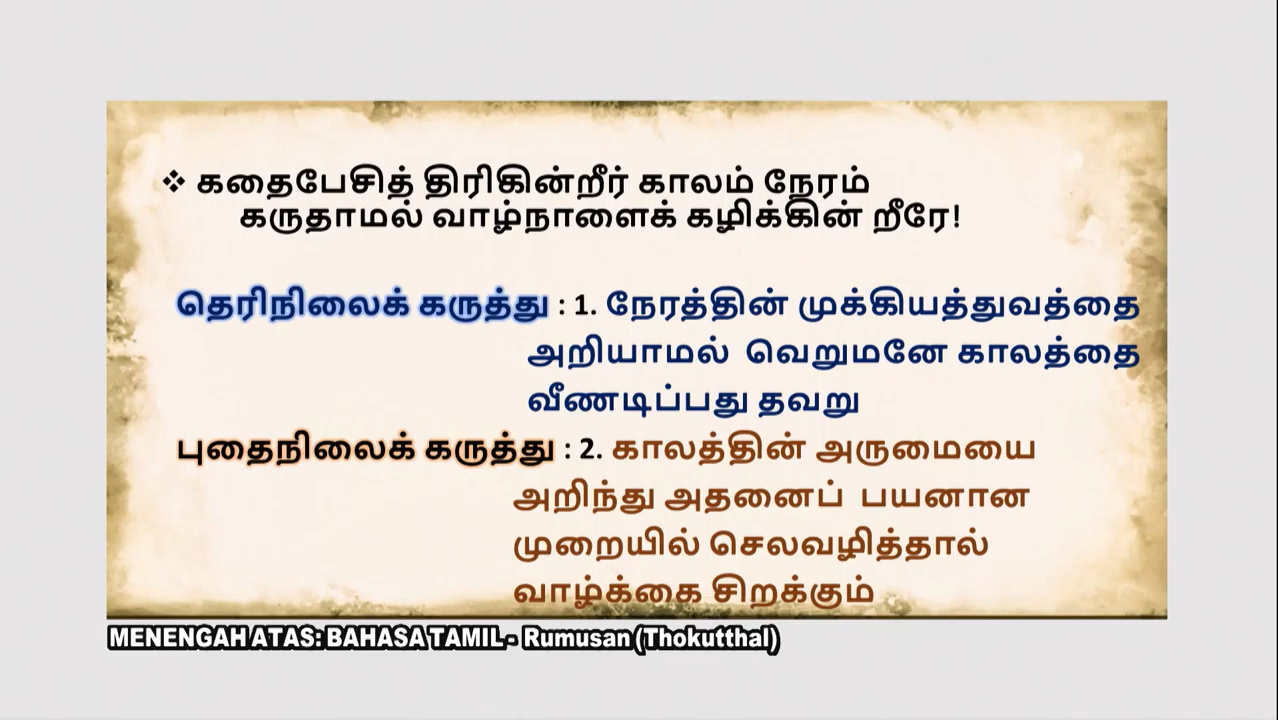 ❖ கதைபேசித் திரிகின்றீர் காலம் நேரம்
கருதாமல் வாழ்நாளைக் கழிக்கின் றீரே!
தெரிநிலைக் கருத்து : 1. நேரத்தின் முக்கியத்துவத்தை
அறியாமல் வெறுமனே காலத்தை
வீணடிப்பது தவறு
புதைநிலைக் கருத்து : 2. காலத்தின் அருமையை
அறிந்து அதனைப் பயனான
முறையில் செலவழித்தால்
வாழ்க்கை சிறக்கும்
MENENGAH ATAS: BAHASA TAMIL - Rumusan (Thokutthal)